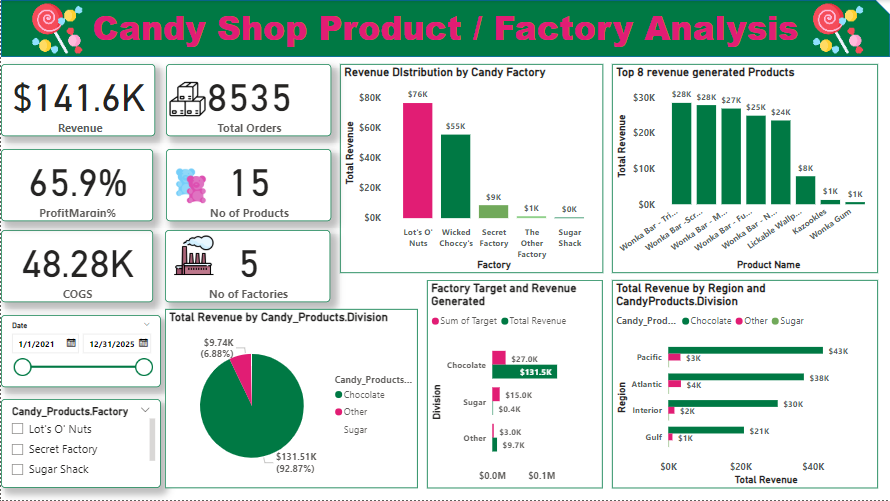 Candy Shop Product / Factory Analysis
$141.6K
Revenue
8535
Total Orders
65.9%
ProfitMargin%
15
No of Products
48.28K
COGS
5
No of Factories
Date
1/1/2021
12/31/2025
Candy_Products.Factory
Lot's O' Nuts
Secret Factory
Sugar Shack
Revenue DIstribution by Candy Factory
Total Revenue
$80K
$60K
$40K
$20K
$0K
$76K
$55K
$9K
$1K
$0K
Lot's O'
Nuts
Wicked
Choccy's
Secret
Factory
The
Other
Factory
Sugar
Shack
Factory
Top 8 revenue generated Products
Total Revenue
$30K
$20K
$10K
$0K
$28K
$28K
$27K
$25K
$24K
$8K
$1K
$1K
Wonka Bar - Tri...
Wonka Bar -Scr...
Wonka Bar - M...
Wonka Bar - Fu...
Wonka Bar - N...
Lickable Wallp...
Kazookles
Wonka Gum
Product Name
Total Revenue by Candy_Products.Division
$9.74K
(6.88%)
$131.51K
(92.87%)
Candy_Products...
Chocolate
Other
Sugar
Factory Target and Revenue
Generated
Sum of Target
Total Revenue
Division
Chocolate
$27.0K
$131.5K
Sugar
$15.0K
$0.4K
Other
$3.0K
$9.7K
$0.0M
$0.1M
Total Revenue by Region and
CandyProducts.Division
Candy_Prod...
Chocolate
Other
Sugar
Region
Pacific
$43K
$3K
Atlantic
$38K
$4K
Interior
$30K
$2K
Gulf
$21K
$1K
$0K
$20K
$40K
Total Revenue